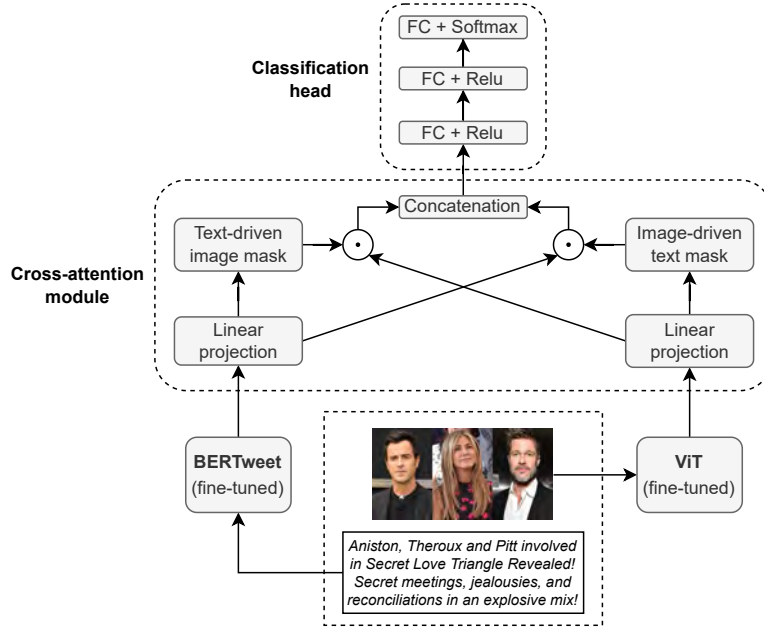 FC + Softmax
Classification
head
FC + Relu
FC + Relu
Concatenation
Text-driven
image mask
Image-driven
text mask
Cross-attention
module
Linear
projection
Linear
projection
BERTweet
(fine-tuned)
ViT
(fine-tuned)
Aniston, Theroux and Pitt involved
in Secret Love Triangle Revealed!
Secret meetings, jealousies, and
reconciliations in an explosive mix!